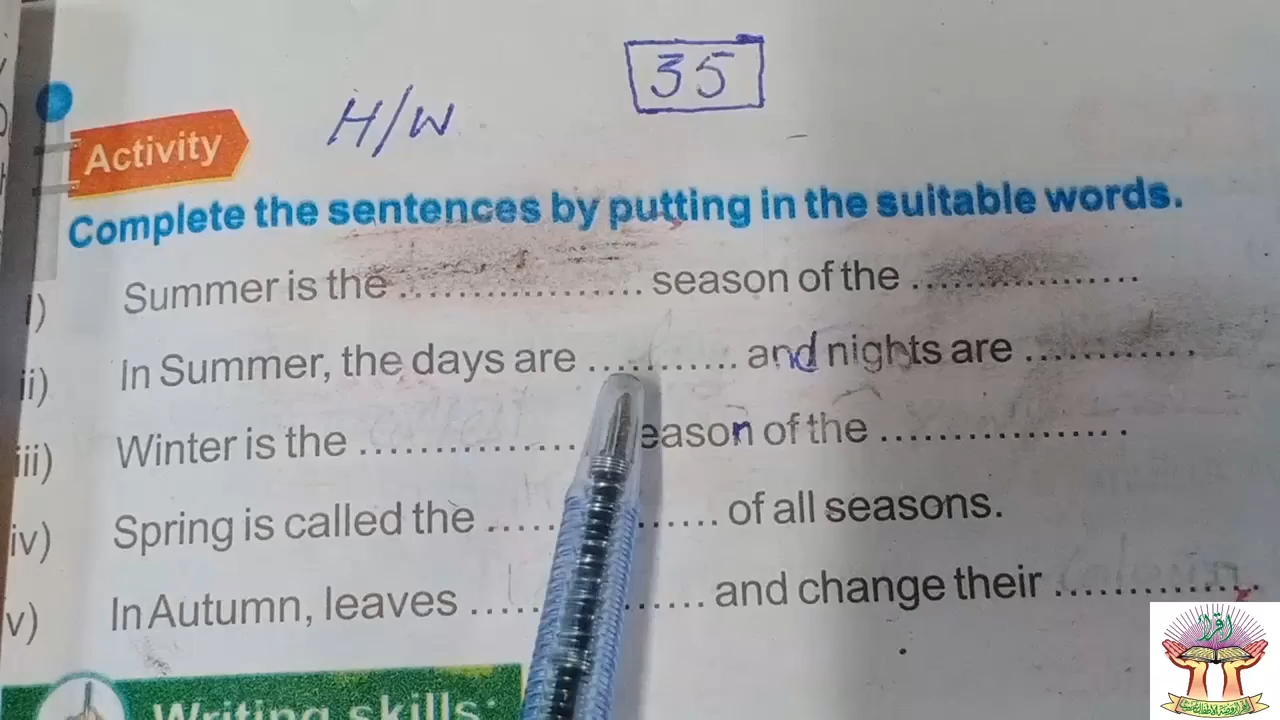 H/W
35
Activity
Complete the sentences by putting in the suitable words.
i) Summer is the .................. season of the .................
ii) In Summer, the days are ........... and nights are .............
iii) Winter is the ................ eason of the ..................
iv) Spring is called the ................. of all seasons.
v) In Autumn, leaves ................. and change their ...............
Writing skills:
اقرأ